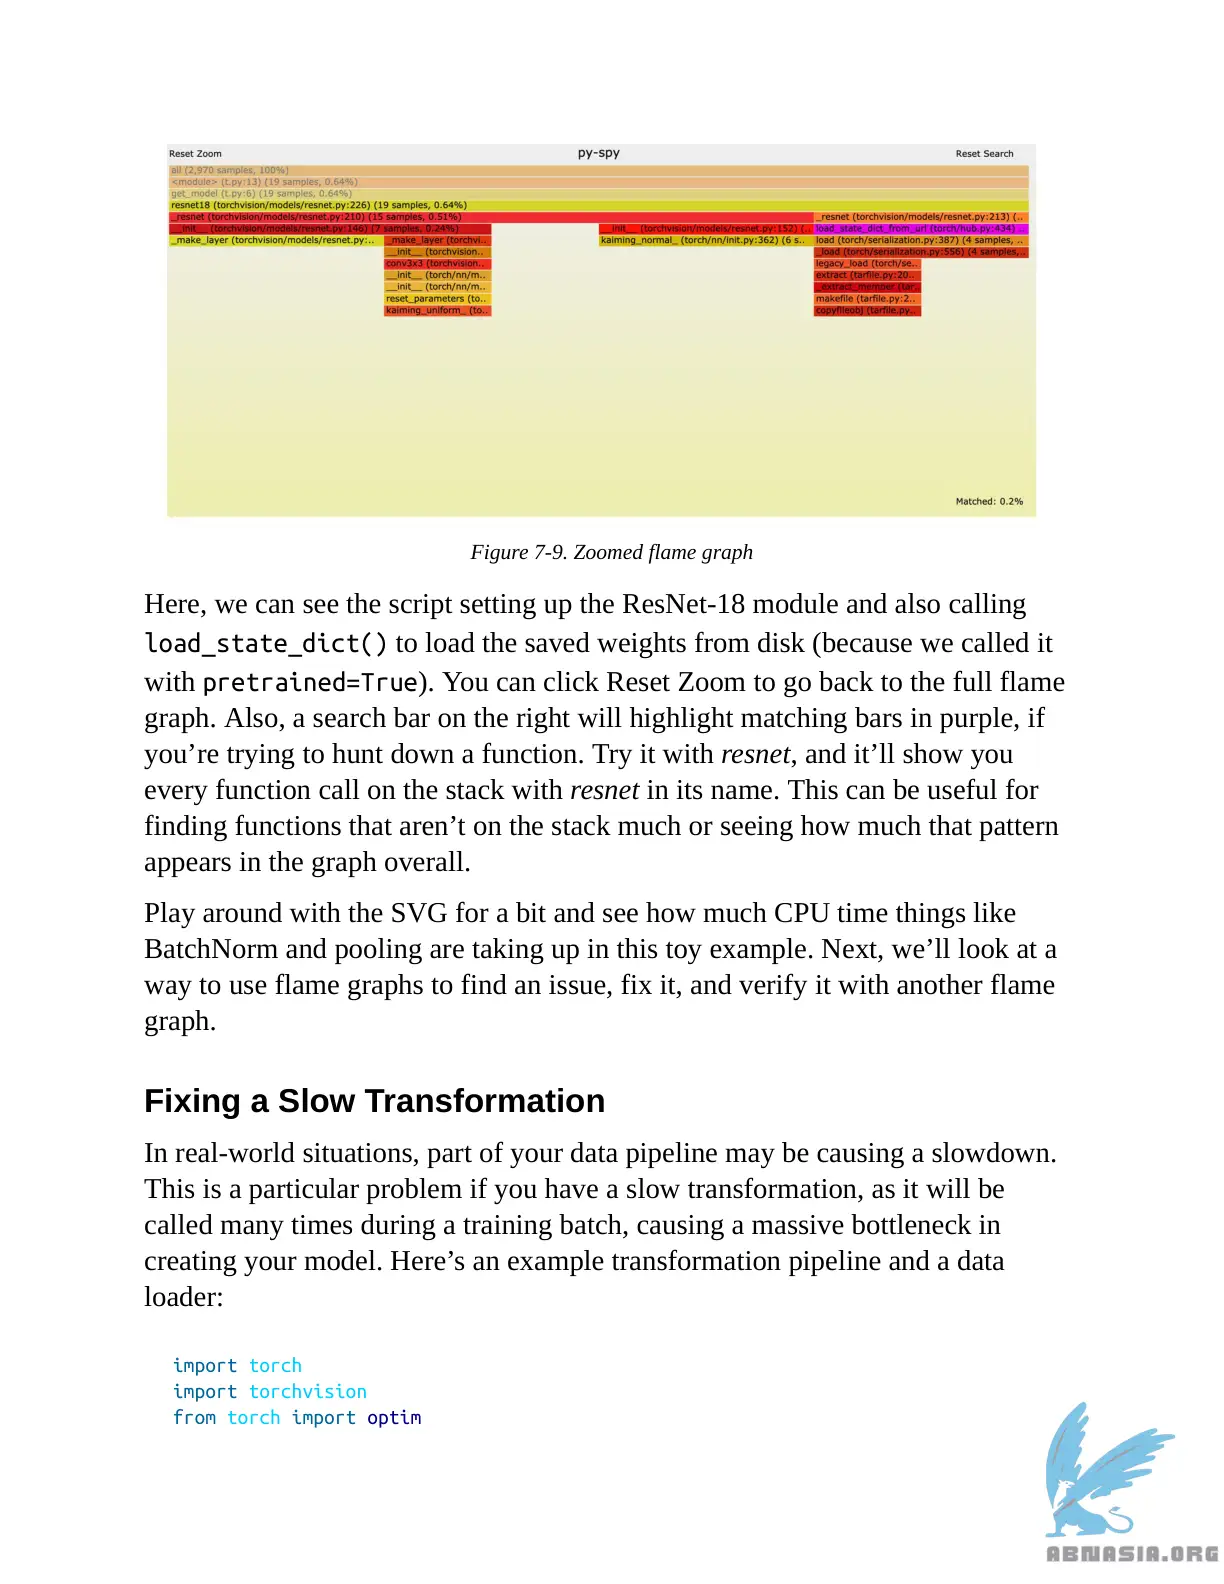 Reset Zoom py-spy Reset Search
all (2,970 samples, 100%)
<module> (t.py:13) (19 samples, 0.64%)
get_model (t.py:6) (19 samples, 0.64%)
resnet18 (torchvision/models/resnet.py:226) (19 samples, 0.64%)
_resnet (torchvision/models/resnet.py:210) (15 samples, 0.51%) _resnet (torchvision/models/resnet.py:213) (..
__init__ (torchvision/models/resnet.py:146) (7 samples, 0.24%) __init__ (torchvision/models/resnet.py:152) (.. load_state_dict_from_url (torch/hub.py:434) ..
_make_layer (torchvision/models/resnet.py:.. _make_layer (torchvi.. kaiming_normal_ (torch/nn/init.py:362) (6 s.. load (torch/serialization.py:387) (4 samples, ..
__init__ (torchvision.. _load (torch/serialization.py:556) (4 samples,..
conv3x3 (torchvision.. legacy_load (torch/se..
__init__ (torch/nn/m.. extract (tarfile.py:20..
__init__ (torch/nn/m.. _extract_member (tar..
reset_parameters (to.. makefile (tarfile.py:2..
kaiming_uniform_ (to.. copyfileobj (tarfile.py..
Matched: 0.2%
Figure 7-9. Zoomed flame graph
Here, we can see the script setting up the ResNet-18 module and also calling
load_state_dict() to load the saved weights from disk (because we called it
with pretrained=True). You can click Reset Zoom to go back to the full flame
graph. Also, a search bar on the right will highlight matching bars in purple, if
you’re trying to hunt down a function. Try it with resnet, and it’ll show you
every function call on the stack with resnet in its name. This can be useful for
finding functions that aren’t on the stack much or seeing how much that pattern
appears in the graph overall.
Play around with the SVG for a bit and see how much CPU time things like
BatchNorm and pooling are taking up in this toy example. Next, we’ll look at a
way to use flame graphs to find an issue, fix it, and verify it with another flame
graph.
Fixing a Slow Transformation
In real-world situations, part of your data pipeline may be causing a slowdown.
This is a particular problem if you have a slow transformation, as it will be
called many times during a training batch, causing a massive bottleneck in
creating your model. Here’s an example transformation pipeline and a data
loader:
import torch
import torchvision
from torch import optim
ABNASIA.ORG